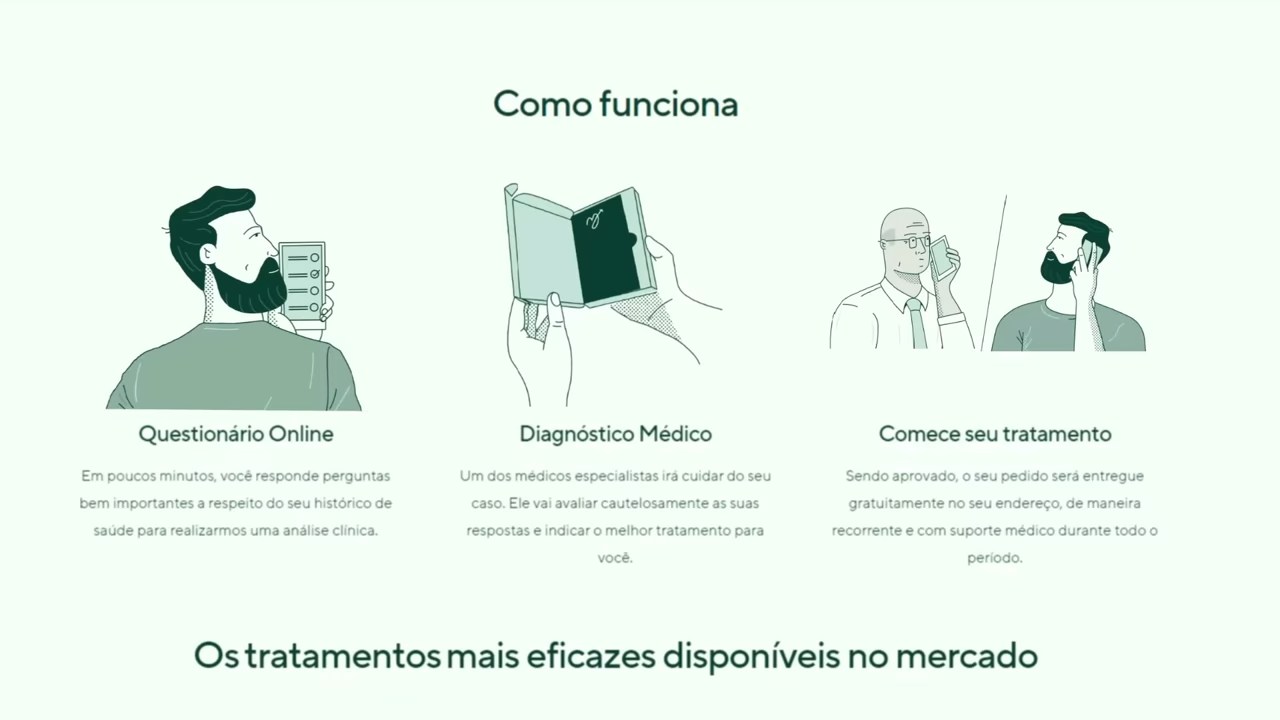 Como funciona
Questionário Online
Em poucos minutos, você responde perguntas
bem importantes a respeito do seu histórico de
saúde para realizarmos uma análise clínica.
Diagnóstico Médico
Um dos médicos especialistas irá cuidar do seu
caso. Ele vai avaliar cautelosamente as suas
respostas e indicar o melhor tratamento para
você.
Comece seu tratamento
Sendo aprovado, o seu pedido será entregue
gratuitamente no seu endereço, de maneira
recorrente e com suporte médico durante todo o
período.
Os tratamentos mais eficazes disponíveis no mercado